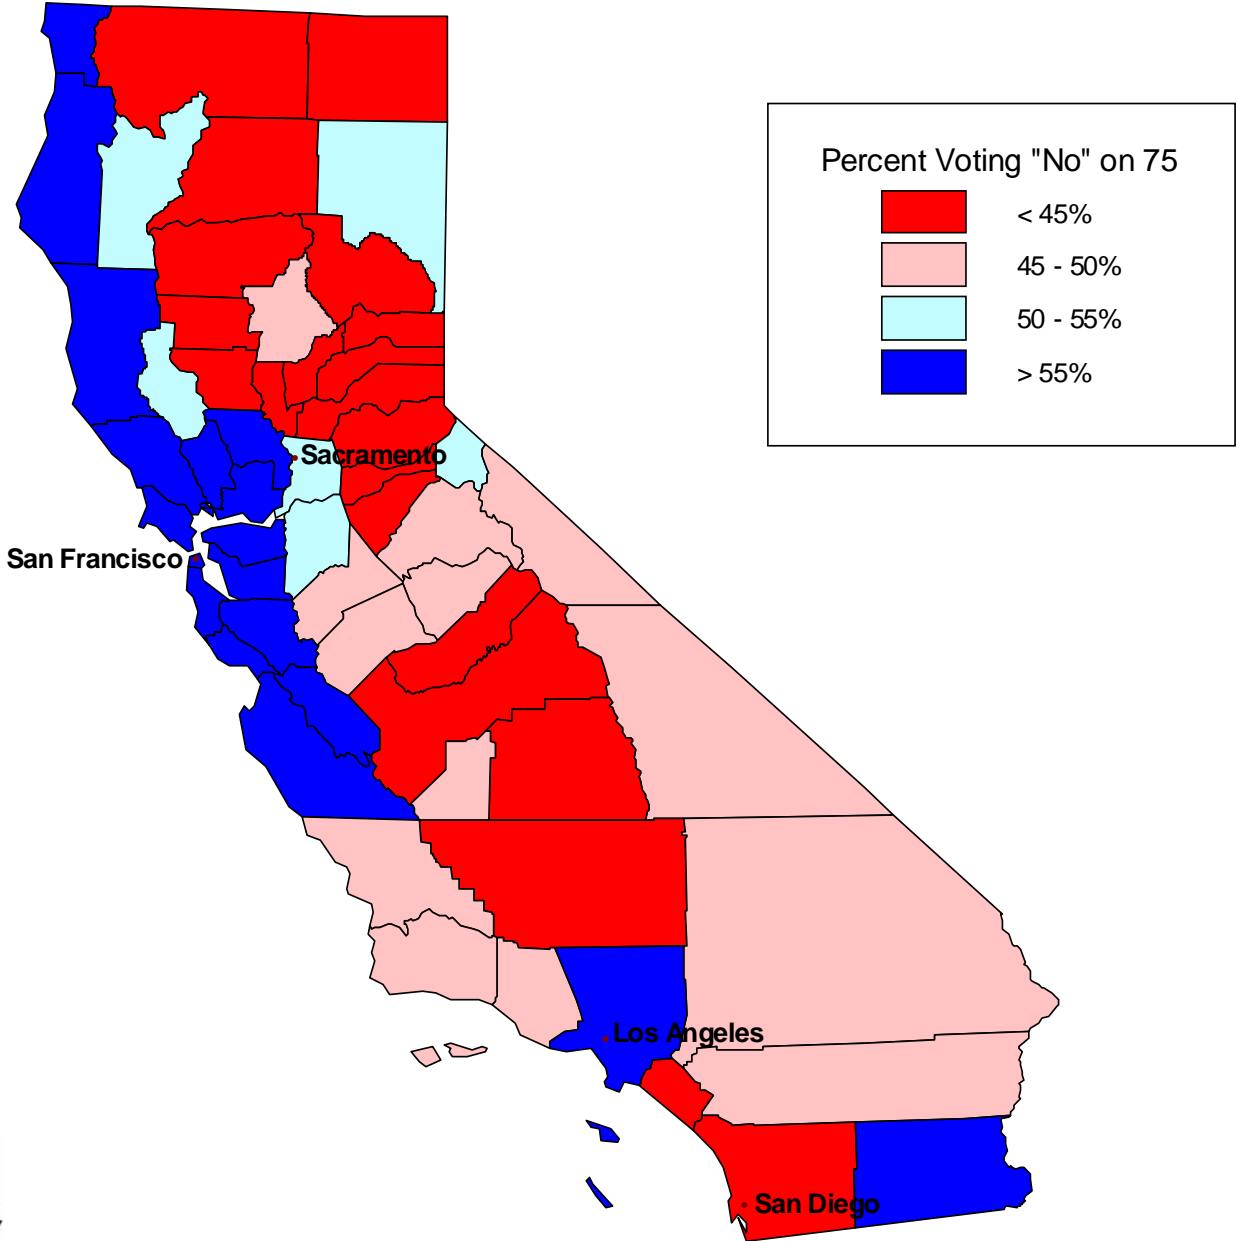 Percent Voting "No" on 75
< 45%
45 - 50%
50 - 55%
> 55%
Sacramento
San Francisco
Los Angeles
San Diego